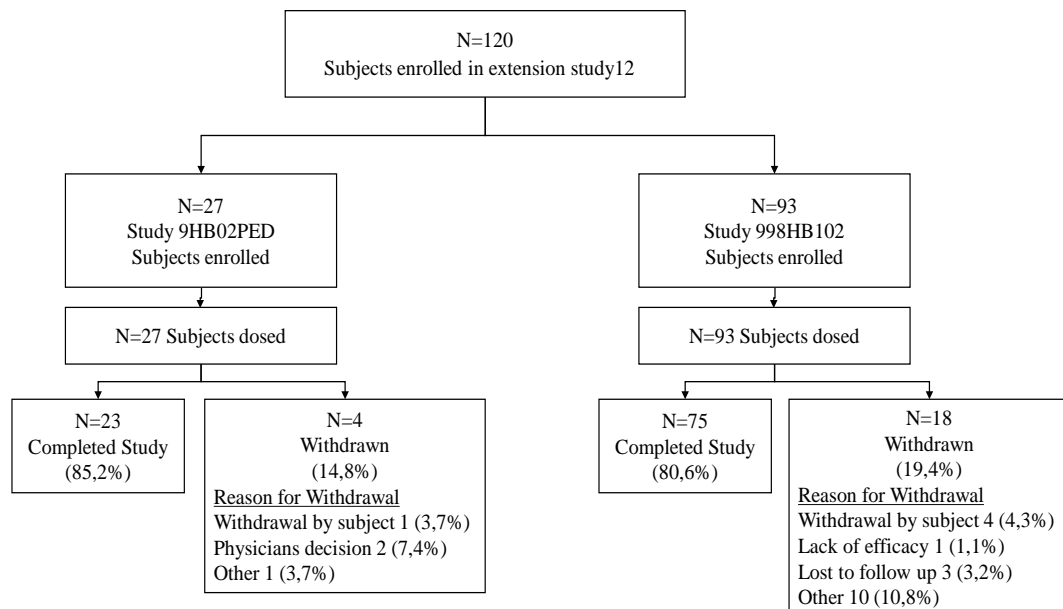 N=120
Subjects enrolled in extension study12
N=27
Study 9HB02PED
Subjects enrolled
N=93
Study 998HB102
Subjects enrolled
N=27 Subjects dosed
N=93 Subjects dosed
N=23
Completed Study
(85,2%)
N=4
Withdrawn
(14,8%)
Reason for Withdrawal
Withdrawal by subject 1 (3,7%)
Physicians decision 2 (7,4%)
Other 1 (3,7%)
N=75
Completed Study
(80,6%)
N=18
Withdrawn
(19,4%)
Reason for Withdrawal
Withdrawal by subject 4 (4,3%)
Lack of efficacy 1 (1,1%)
Lost to follow up 3 (3,2%)
Other 10 (10,8%)